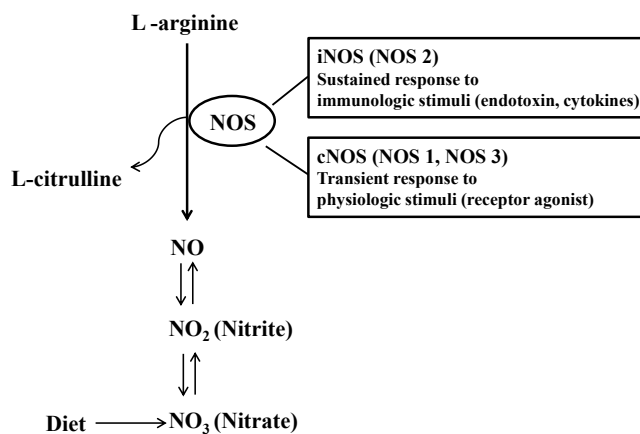 L -arginine
iNOS (NOS 2)
Sustained response to
immunologic stimuli (endotoxin, cytokines)
NOS
cNOS (NOS 1, NOS 3)
Transient response to
physiologic stimuli (receptor agonist)
L-citrulline
NO
NO₂ (Nitrite)
Diet
NO₃ (Nitrate)